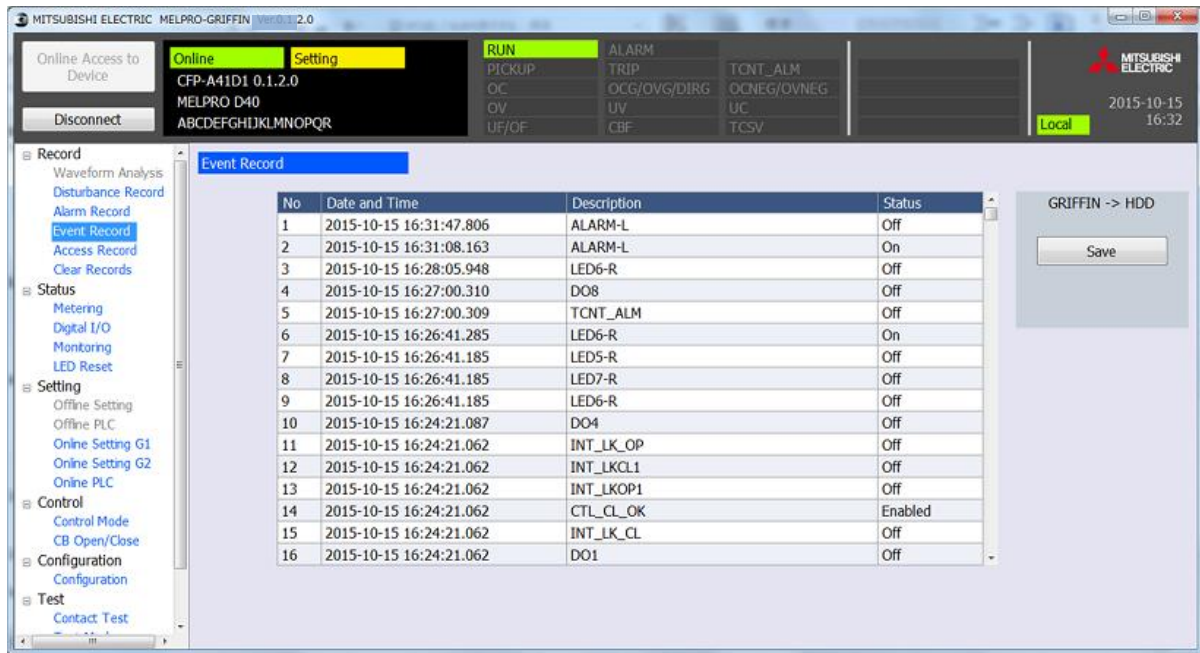 MITSUBISHI ELECTRIC MELPRO-GRIFFIN Ver.0.1.2.0
Online Access to
Device
Disconnect
Online Setting
CFP-A41D1 0.1.2.0
MELPRO D40
ABCDEFGHIJKLMNOPQR
RUN ALARM
PICKUP TRIP TCNT_ALM
OC OCG/OVG/DIRG OCNEG/OVNEG
OV UV UC
UF/OF CBF TCSV
MITSUBISHI
ELECTRIC
2015-10-15
16:32
Local
Record
Waveform Analysis
Disturbance Record
Alarm Record
Event Record
Access Record
Clear Records
Status
Metering
Digital I/O
Monitoring
LED Reset
Setting
Offline Setting
Offline PLC
Online Setting G1
Online Setting G2
Online PLC
Control
Control Mode
CB Open/Close
Configuration
Configuration
Test
Contact Test
Event Record
No Date and Time Description Status
1 2015-10-15 16:31:47.806 ALARM-L Off
2 2015-10-15 16:31:08.163 ALARM-L On
3 2015-10-15 16:28:05.948 LED6-R Off
4 2015-10-15 16:27:00.310 DO8 Off
5 2015-10-15 16:27:00.309 TCNT_ALM Off
6 2015-10-15 16:26:41.285 LED6-R On
7 2015-10-15 16:26:41.185 LED5-R Off
8 2015-10-15 16:26:41.185 LED7-R Off
9 2015-10-15 16:26:41.185 LED6-R Off
10 2015-10-15 16:24:21.087 DO4 Off
11 2015-10-15 16:24:21.062 INT_LK_OP Off
12 2015-10-15 16:24:21.062 INT_LKCL1 Off
13 2015-10-15 16:24:21.062 INT_LKOP1 Off
14 2015-10-15 16:24:21.062 CTL_CL_OK Enabled
15 2015-10-15 16:24:21.062 INT_LK_CL Off
16 2015-10-15 16:24:21.062 DO1 Off
GRIFFIN -> HDD
Save